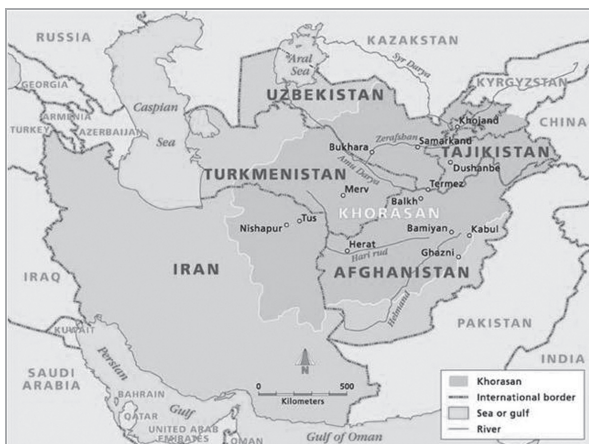 RUSSIA
KAZAKHSTAN
Aral
Sea
Syr Darya
GEORGIA
Caspian
Sea
UZBEKISTAN
KYRGYZSTAN
ARMENIA
TURKEY
AZERBAIJAN
Khojand
CHINA
Zerafshan
Samarkand
Bukhara
TAJIKISTAN
Dushanbe
TURKMENISTAN
Amu Darya
Termez
Merv
Balkh
KHORASAN
Tus
Nishapur
Bamiyan
Kabul
Herat
Hari rud
Ghazni
IRAN
AFGHANISTAN
IRAQ
Helmand
PAKISTAN
KUWAIT
INDIA
SAUDI
ARABIA
Persian
Gulf
N
0
500
Kilometers
BAHRAIN
QATAR
UNITED ARAB
EMIRATES
OMAN
Gulf of Oman
Khorasan
International border
Sea or gulf
River